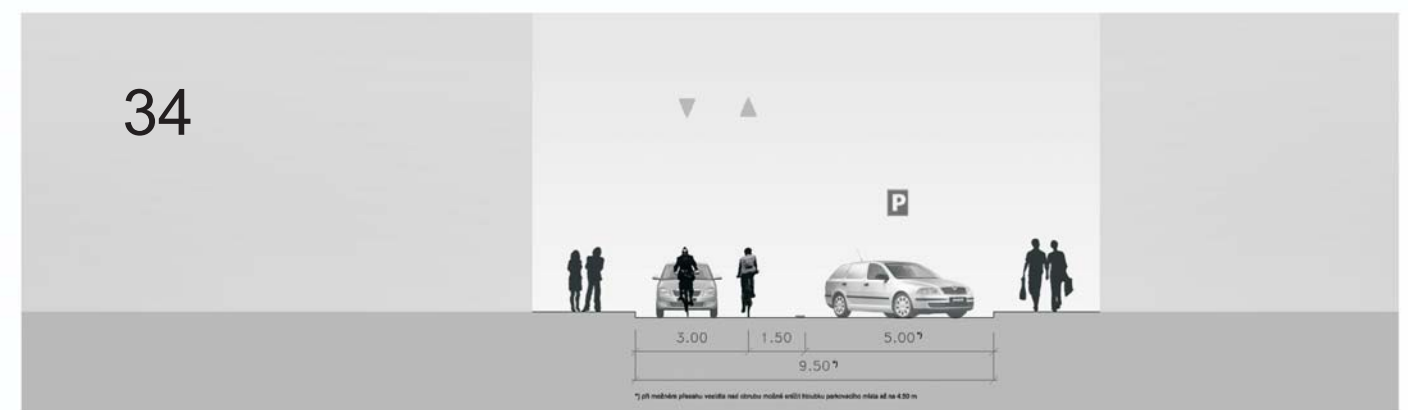 34
P
3.00 1.50 5.00*)
9.50*)
*) při možném přesahu vozidla nad obrubu možné snížit hloubku parkovacího místa až na 4.50 m